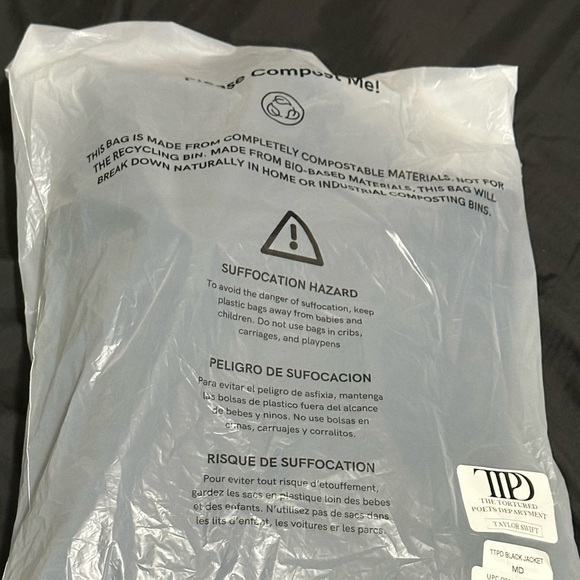 Please Compost Me!
THIS BAG IS MADE FROM COMPLETELY COMPOSTABLE MATERIALS. NOT FOR
THE RECYCLING BIN. MADE FROM BIO-BASED MATERIALS, THIS BAG WILL
BREAK DOWN NATURALLY IN HOME OR INDUSTRIAL COMPOSTING BINS.
SUFFOCATION HAZARD
To avoid the danger of suffocation, keep
plastic bags away from babies and
children. Do not use bags in cribs,
carriages, and playpens
PELIGRO DE SUFOCACION
Para evitar el peligro de asfixia, mantenga
las bolsas de plastico fuera del alcance
de bebes y ninos. No use bolsas en
cunas, carruajes y corralitos.
RISQUE DE SUFFOCATION
Pour eviter tout risque d'etouffement,
gardez les sacs en plastique loin des bebes
et des enfants. N'utilisez pas de sacs dans
les lits d'enfant, les voitures er les parcs.
TTPD
THE TORTURED
POETS DEPARTMENT
TAYLOR SWIFT
TTPD BLACK JACKET
MD
UPC